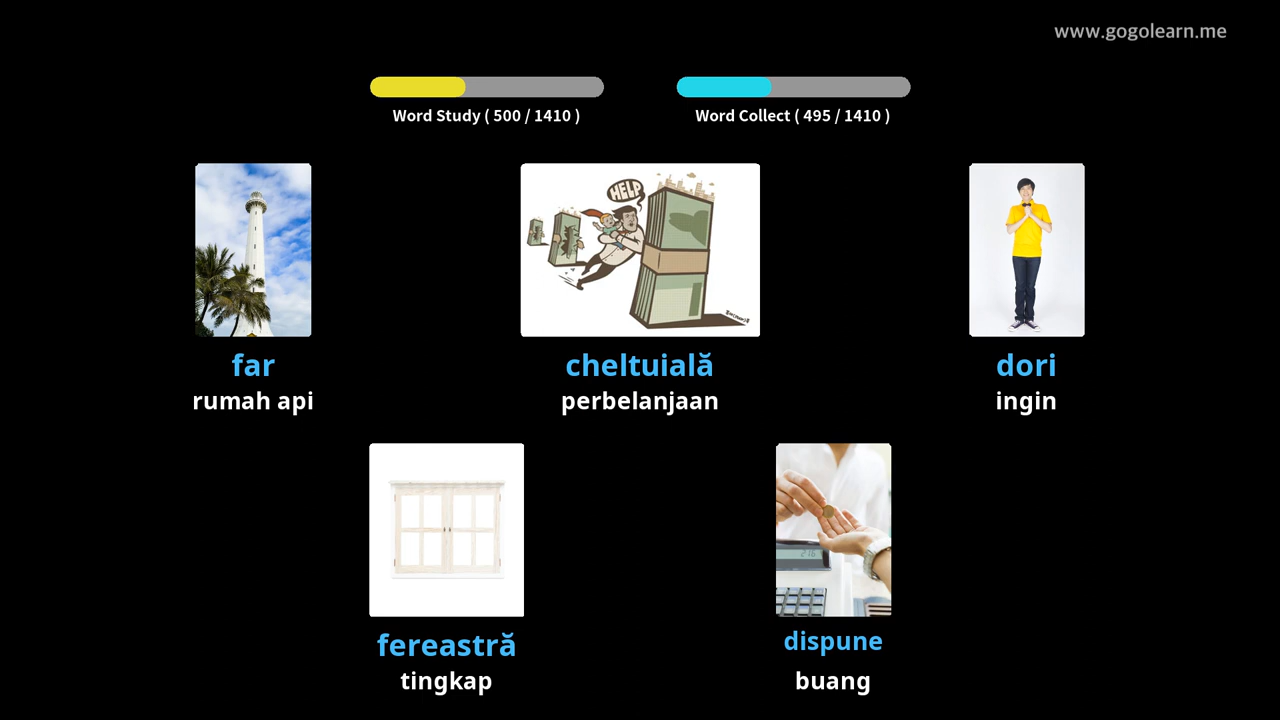 www.gogolearn.me
Word Study ( 500 / 1410 )
Word Collect ( 495 / 1410 )
HELP
far
rumah api
cheltuială
perbelanjaan
dori
ingin
fereastră
tingkap
dispune
buang